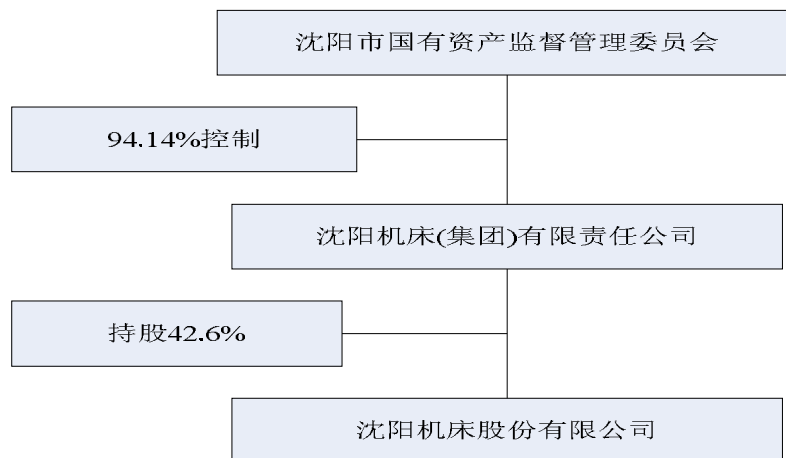 沈阳市国有资产监督管理委员会
94.14%控制
沈阳机床(集团)有限责任公司
持股42.6%
沈阳机床股份有限公司